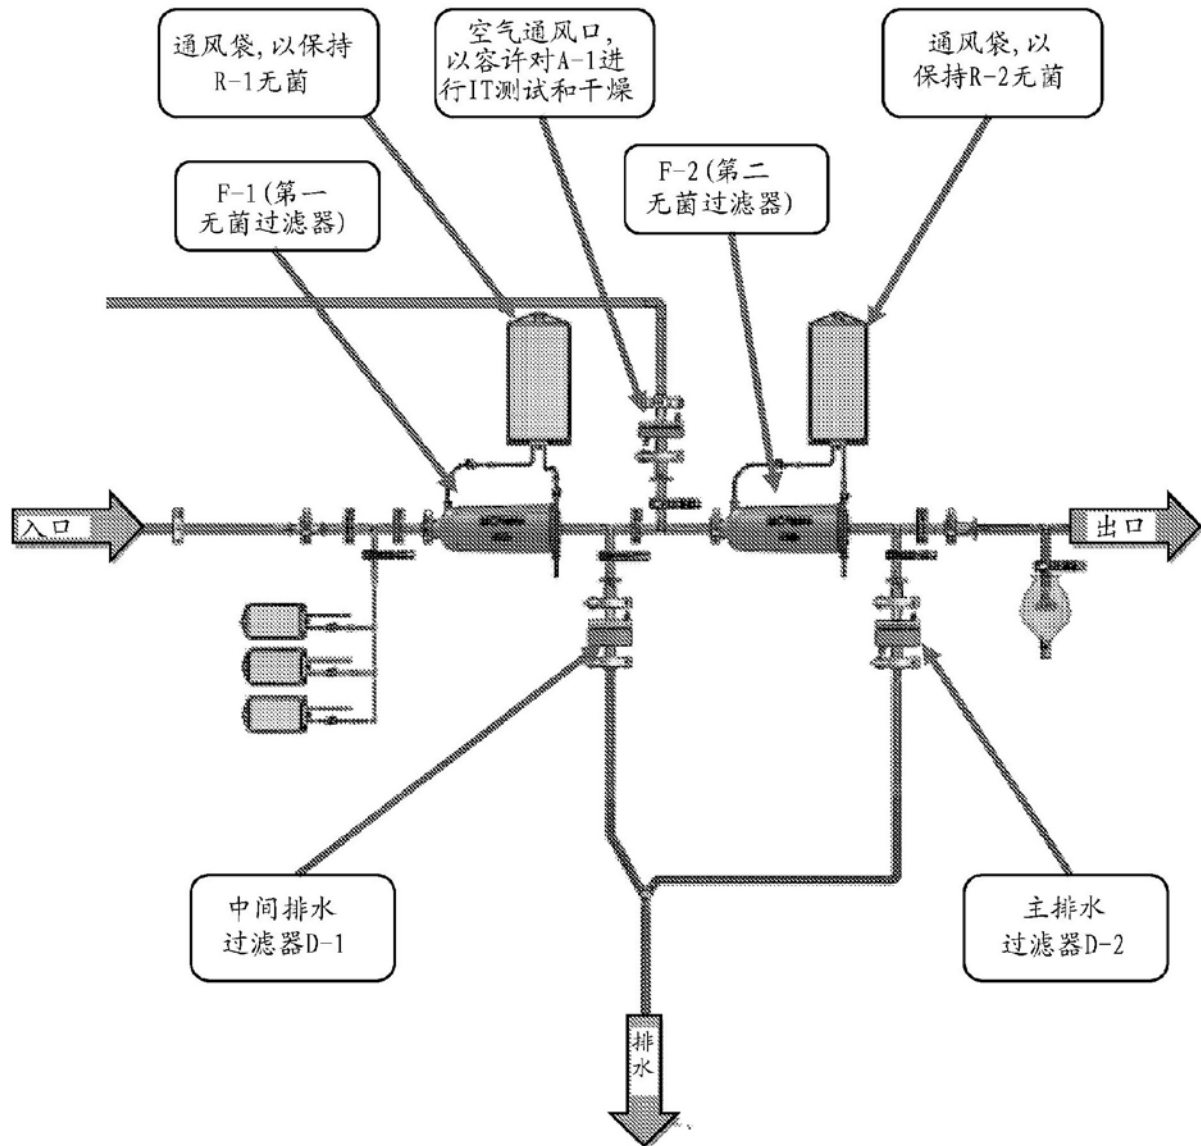 通风袋,以保持
R-1无菌
空气通风口,
以容许对A-1进
行IT测试和干燥
通风袋,以
保持R-2无菌
F-1(第一
无菌过滤器)
F-2(第二
无菌过滤器)
入口
出口
中间排水
过滤器D-1
主排水
过滤器D-2
排水